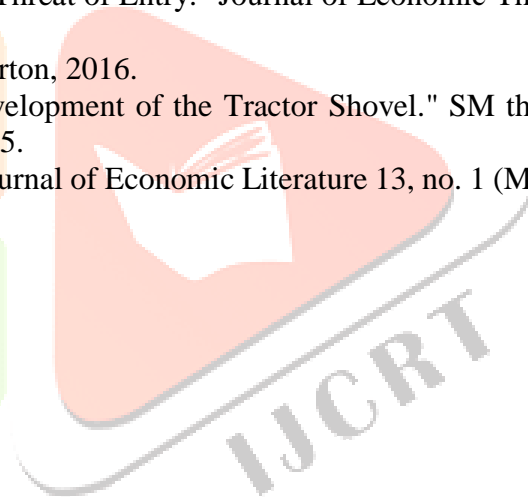 Threat of Entry." Journal of Economic Th
rton, 2016.
velopment of the Tractor Shovel." SM th
5.
urnal of Economic Literature 13, no. 1 (M
IJCRT